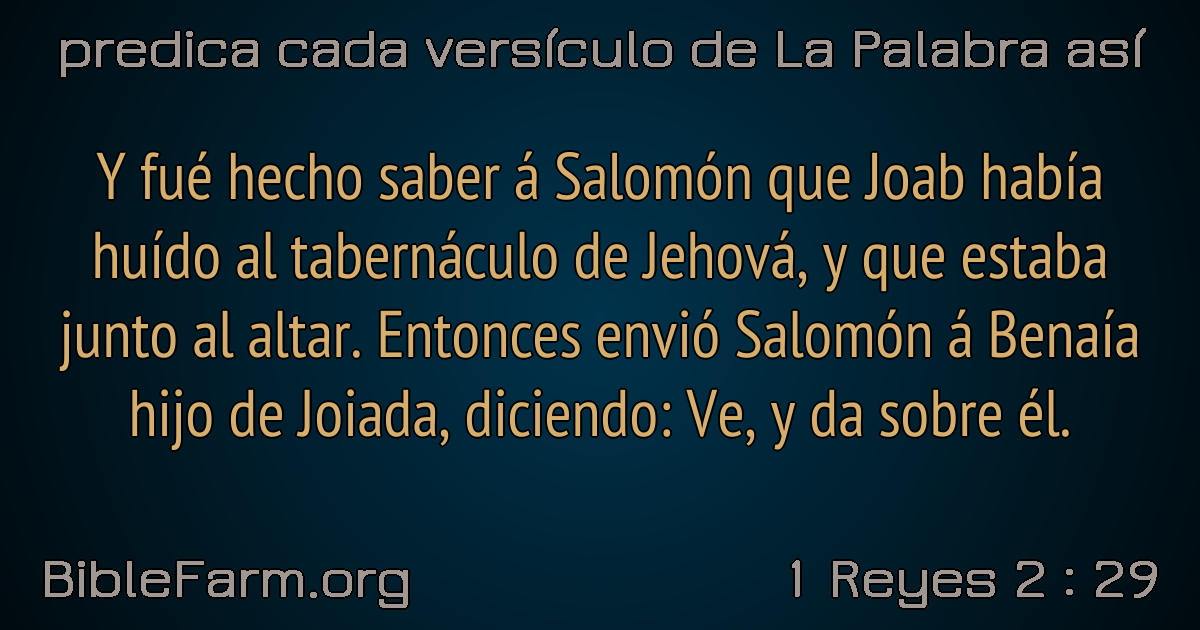 predica cada versículo de La Palabra así
Y fué hecho saber á Salomón que Joab había
huído al tabernáculo de Jehová, y que estaba
junto al altar. Entonces envió Salomón á Benaía
hijo de Joiada, diciendo: Ve, y da sobre él.
BibleFarm.org
1 Reyes 2 : 29